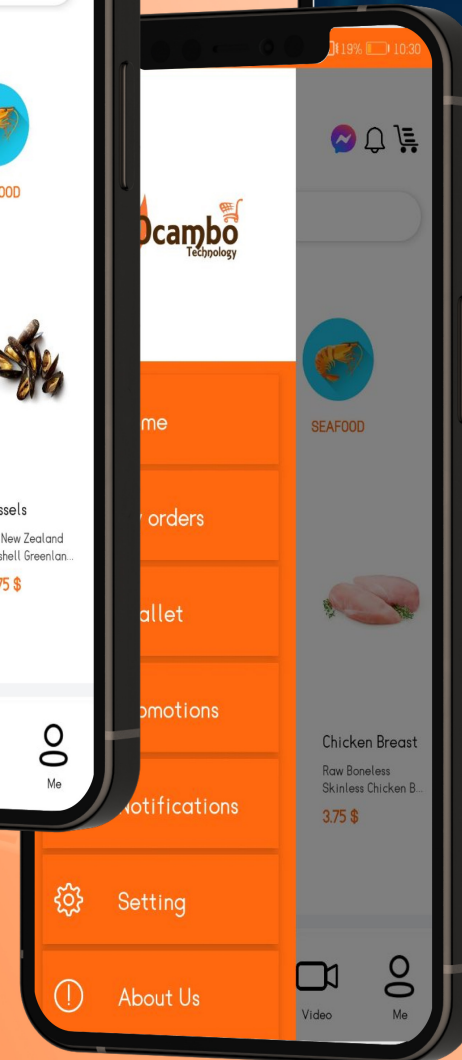 19% 10:30
Ocambo
Technology
SEAFOOD
me
orders
allet
omotions
Notifications
Setting
About Us
Chicken Breast
Raw Boneless
Skinless Chicken B...
3.75 $
Video
Me
OOD
ssels
New Zealand
shell Greenlan...
75 $
Me